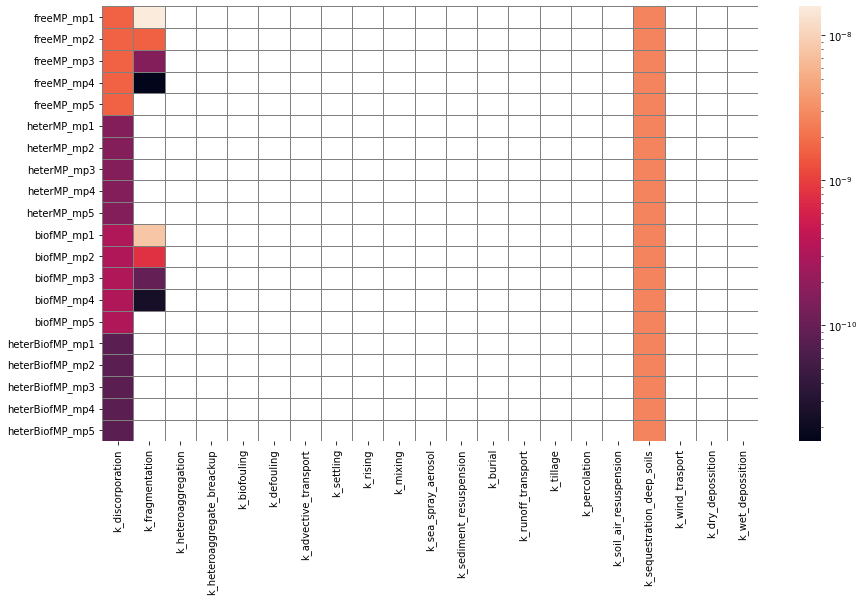 freeMP_mp1
freeMP_mp2
freeMP_mp3
freeMP_mp4
freeMP_mp5
heterMP_mp1
heterMP_mp2
heterMP_mp3
heterMP_mp4
heterMP_mp5
biofMP_mp1
biofMP_mp2
biofMP_mp3
biofMP_mp4
biofMP_mp5
heterBiofMP_mp1
heterBiofMP_mp2
heterBiofMP_mp3
heterBiofMP_mp4
heterBiofMP_mp5
k_discorporation
k_fragmentation
k_heteroaggregation
k_heteroaggregate_breackup
k_biofouling
k_defouling
k_advective_transport
k_settling
k_rising
k_mixing
k_sea_spray_aerosol
k_sediment_resuspension
k_burial
k_runoff_transport
k_tillage
k_percolation
k_soil_air_resuspension
k_sequestration_deep_soils
k_wind_trasport
k_dry_depossition
k_wet_depossition
10⁻⁸
10⁻⁹
10⁻¹⁰